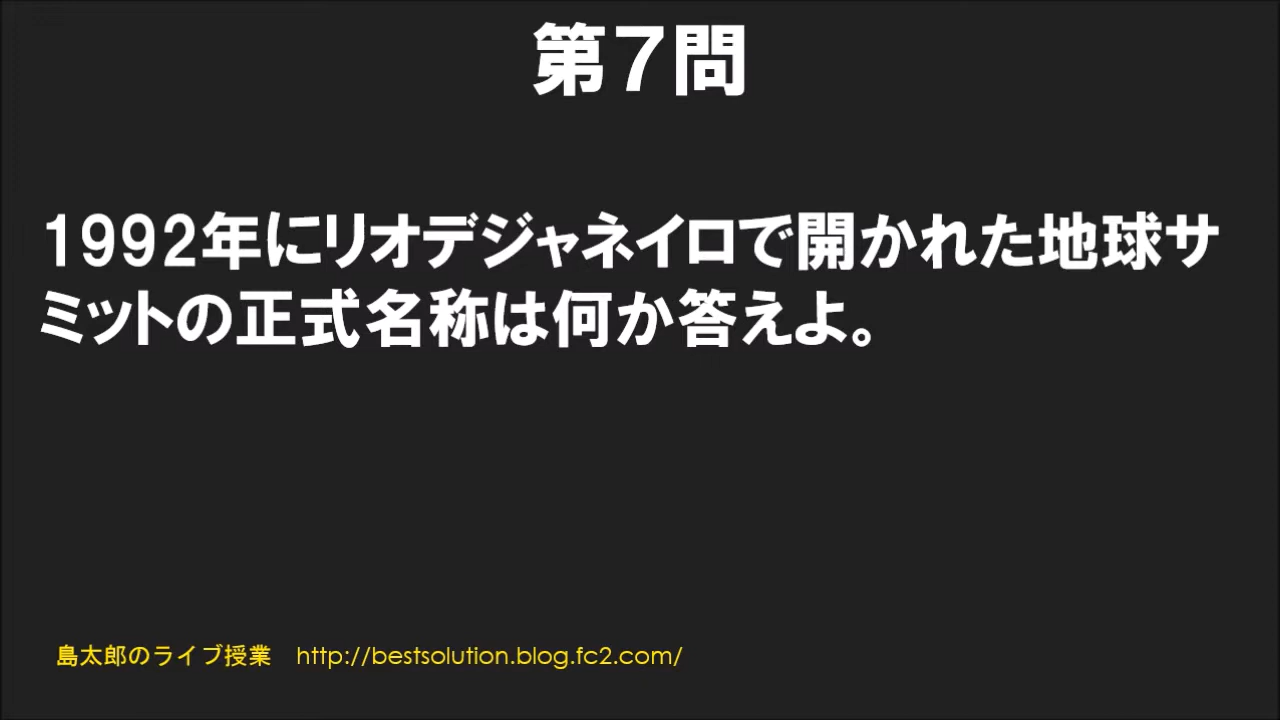 第7問
1992年にリオデジャネイロで開かれた地球サ
ミットの正式名称は何か答えよ。
島太郎のライブ授業　http://bestsolution.blog.fc2.com/